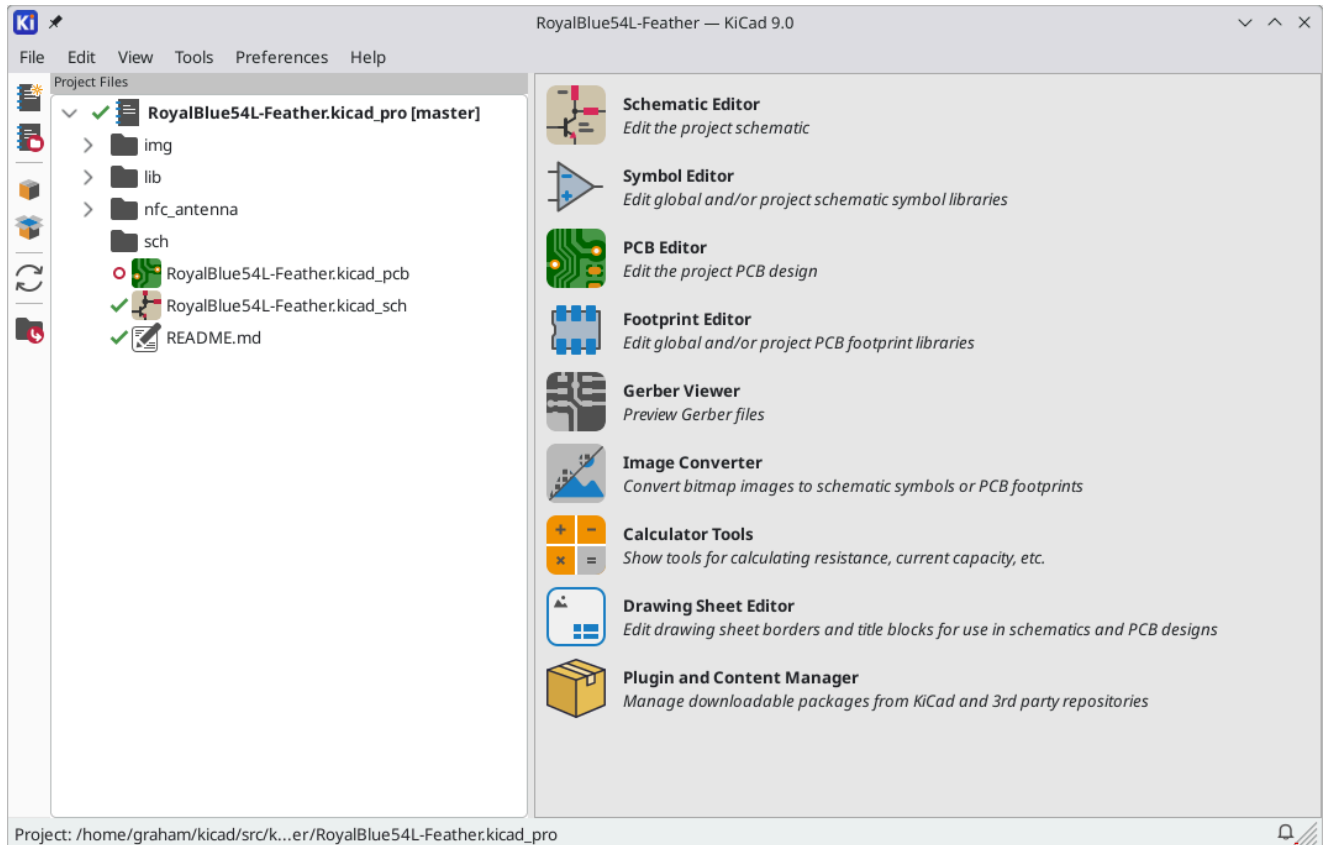 Ki
RoyalBlue54L-Feather — KiCad 9.0
File Edit View Tools Preferences Help
Project Files
RoyalBlue54L-Feather.kicad_pro [master]
img
lib
nfc_antenna
sch
RoyalBlue54L-Feather.kicad_pcb
RoyalBlue54L-Feather.kicad_sch
README.md
Schematic Editor
Edit the project schematic
Symbol Editor
Edit global and/or project schematic symbol libraries
PCB Editor
Edit the project PCB design
Footprint Editor
Edit global and/or project PCB footprint libraries
Gerber Viewer
Preview Gerber files
Image Converter
Convert bitmap images to schematic symbols or PCB footprints
Calculator Tools
Show tools for calculating resistance, current capacity, etc.
Drawing Sheet Editor
Edit drawing sheet borders and title blocks for use in schematics and PCB designs
Plugin and Content Manager
Manage downloadable packages from KiCad and 3rd party repositories
Project: /home/graham/kicad/src/k...er/RoyalBlue54L-Feather.kicad_pro